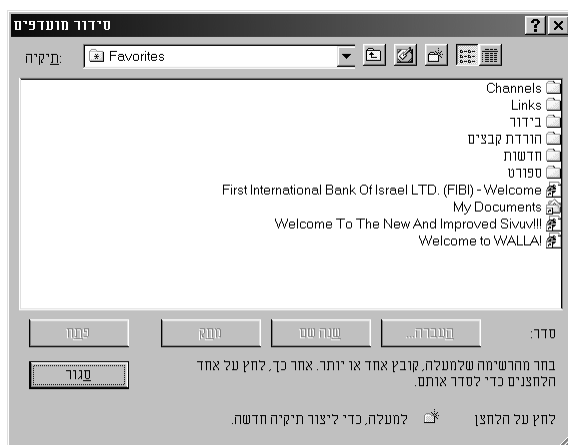 סידור מועדפים
תיקיה: Favorites
Channels
Links
בידור
הורדת קבצים
חדשות
ספורט
First International Bank Of Israel LTD. (FIBI) - Welcome
My Documents
Welcome To The New And Improved Sivuv!!!
Welcome to WALLA!
סדר: העברה... שנה שם מחק פתח
בחר מהרשימה שלמעלה, קובץ אחד או יותר. אחר כך, לחץ על אחד
הלחצנים כדי לסדר אותם.
סגור
לחץ על הלחצן למעלה, כדי ליצור תיקיה חדשה.